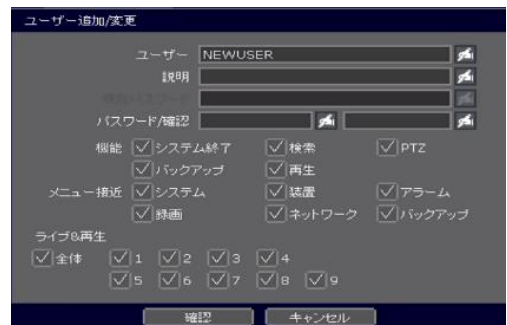 ユーザー追加/変更
ユーザー NEWUSER
説明
パスワード/確認
機能 システム終了 検索 PTZ
バックアップ 再生
メニュー接近 システム 装置 アラーム
録画 ネットワーク バックアップ
ライブ&再生
全体 1 2 3 4
5 6 7 8 9
確認 キャンセル